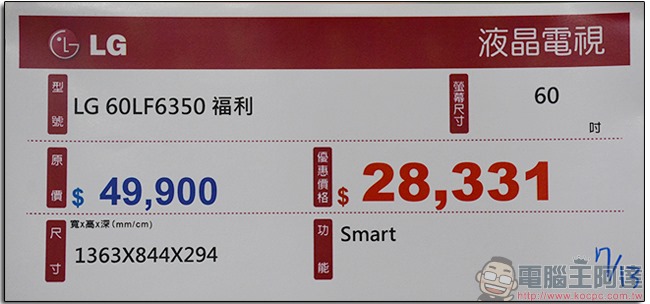 LG 液晶電視
型號 LG 60LF6350 福利 螢幕尺寸 60 吋
原價 $ 49,900 優惠價格 $ 28,331
尺寸 寬x高x深(mm/cm) 功能 Smart
1363X844X294
電腦王阿達
http://www.kocpc.com.tw